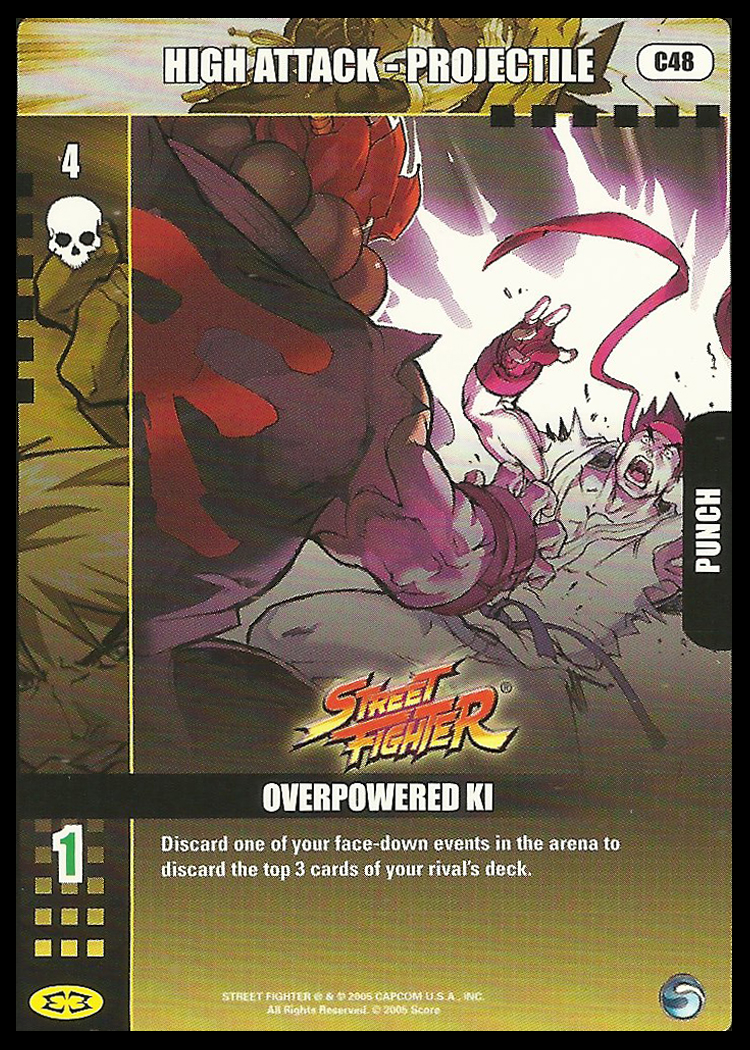 HIGH ATTACK - PROJECTILE
C48
4
PUNCH
STREET
FIGHTER®
OVERPOWERED KI
1
Discard one of your face-down events in the arena to
discard the top 3 cards of your rival's deck.
STREET FIGHTER ® & © 2005 CAPCOM U.S.A., INC.
All Rights Reserved. © 2005 Score